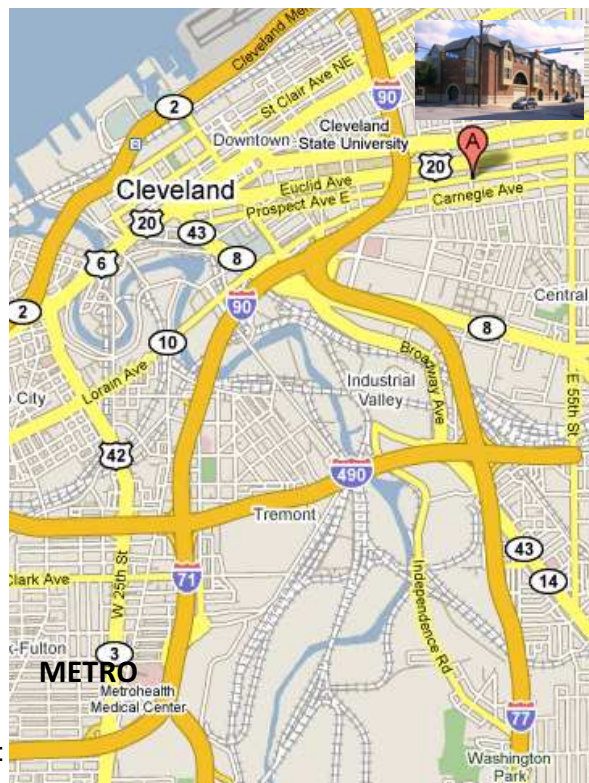 Cleveland Mem
2
St Clair Ave NE
90
Downtown
Cleveland
State University
A
20
Euclid Ave
Prospect Ave E
Carnegie Ave
Cleveland
20
43
6
8
90
2
Central
10
8
Lorain Ave
Broadway Ave
Industrial
Valley
o City
E 55th St
42
490
Tremont
W 25th St
43
14
71
Clark Ave
Independence Rd
k-Fulton
3
METRO
Metrohealth
Medical Center
77
Washington
Park